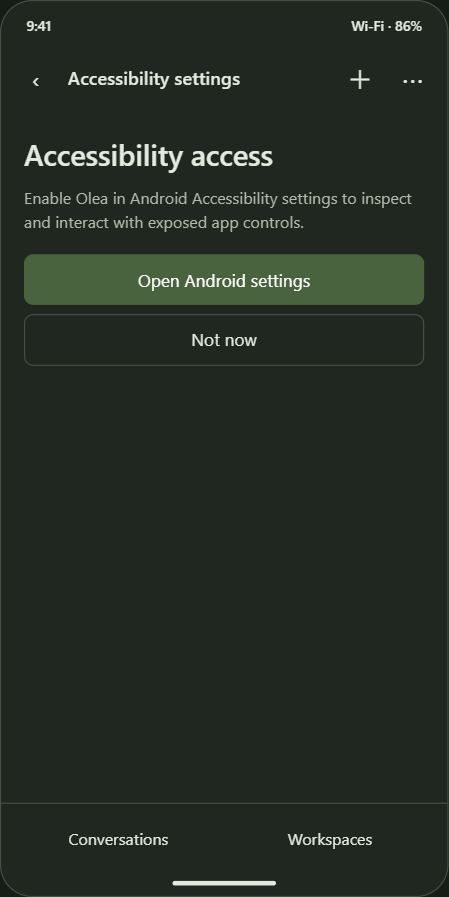 9:41
Wi-Fi · 86%
‹ Accessibility settings + ...
Accessibility access
Enable Olea in Android Accessibility settings to inspect
and interact with exposed app controls.
Open Android settings
Not now
Conversations
Workspaces